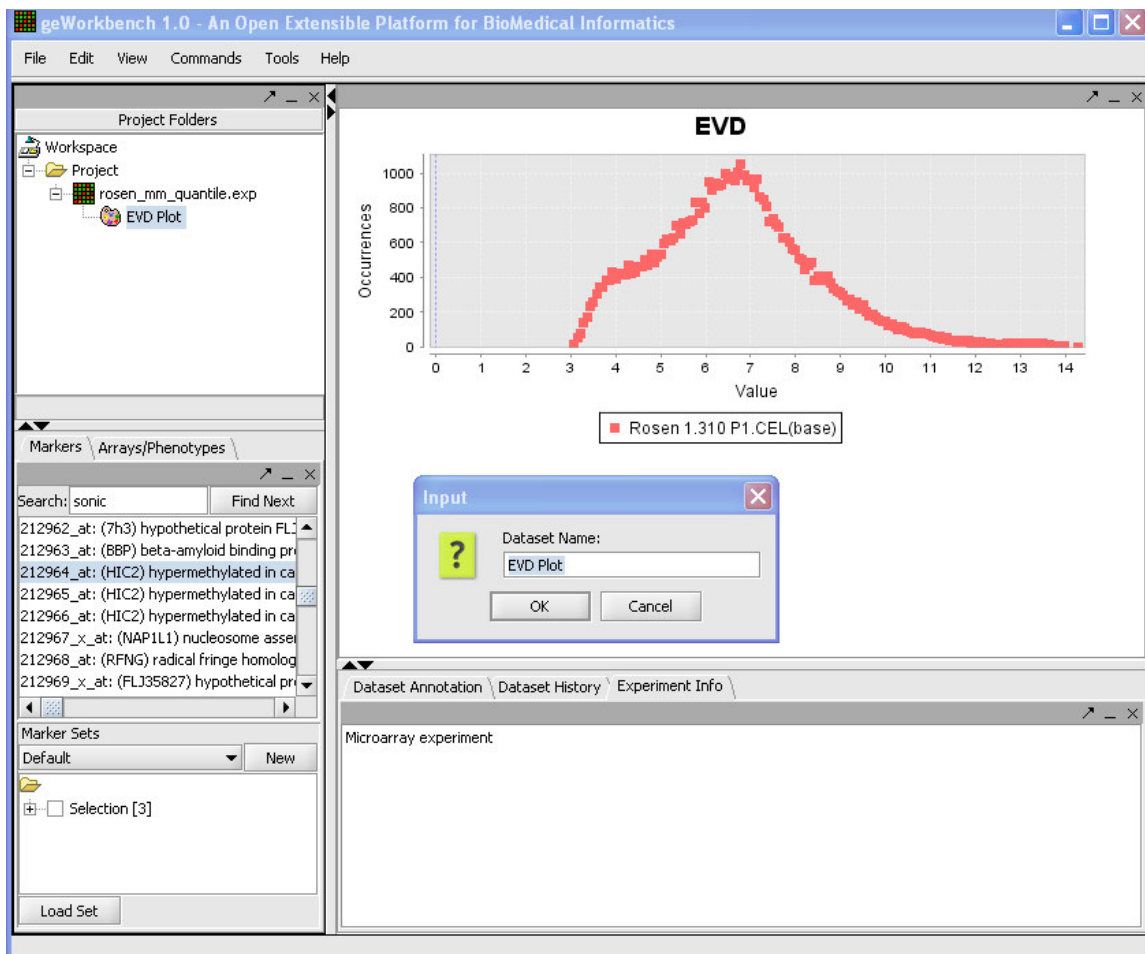 geWorkbench 1.0 - An Open Extensible Platform for BioMedical Informatics
File Edit View Commands Tools Help
Project Folders
Workspace
Project
rosen_mm_quantile.exp
EVD Plot
Markers Arrays/Phenotypes
Search: sonic Find Next
212962_at: (7h3) hypothetical protein FLJ
212963_at: (BBP) beta-amyloid binding pr
212964_at: (HIC2) hypermethylated in ca
212965_at: (HIC2) hypermethylated in ca
212966_at: (HIC2) hypermethylated in ca
212967_x_at: (NAP1L1) nucleosome asse
212968_at: (RFNG) radical fringe homolog
212969_x_at: (FLJ35827) hypothetical pr
Marker Sets
Default New
Selection [3]
Load Set
EVD
Occurrences
1000
800
600
400
200
0
0 1 2 3 4 5 6 7 8 9 10 11 12 13 14
Value
Rosen 1.310 P1.CEL(base)
Input
?
Dataset Name:
EVD Plot
OK Cancel
Dataset Annotation Dataset History Experiment Info
Microarray experiment